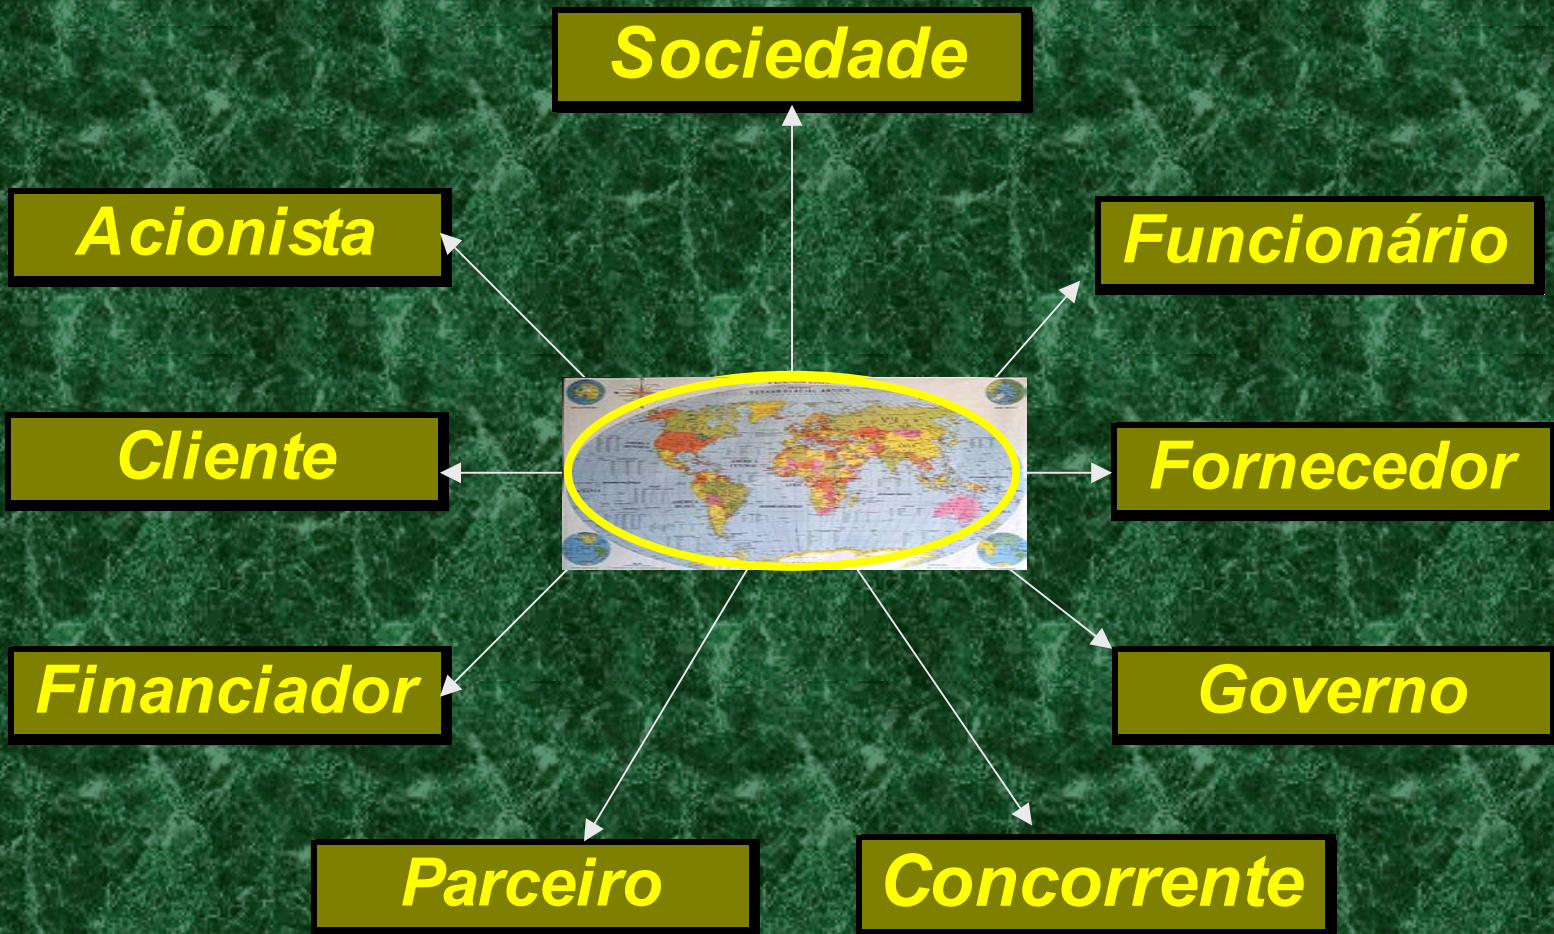 Sociedade
Acionista
Funcionário
Cliente
Fornecedor
Financiador
Governo
Parceiro
Concorrente